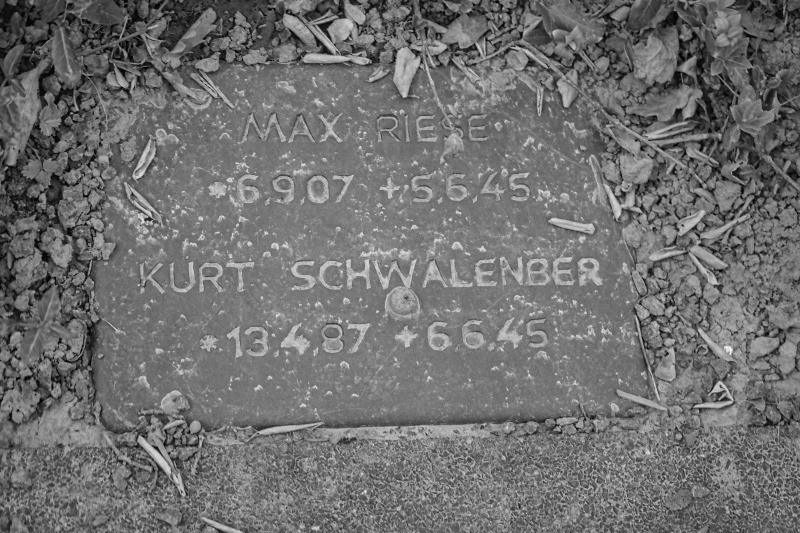 MAX RIESE
*6.9.07 +5.6.45
KURT SCHWALENBER
*13.4.87 +6.6.45